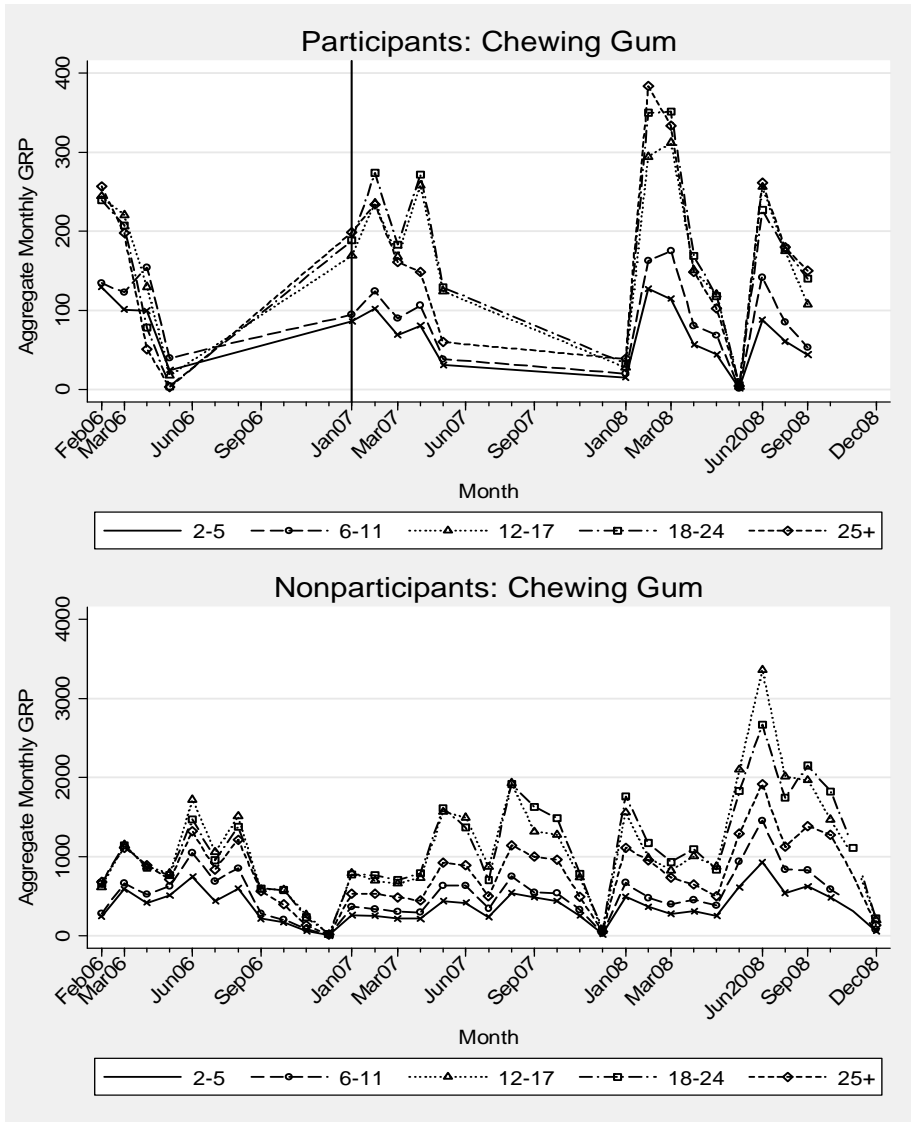 Participants: Chewing Gum
Aggregate Monthly GRP
400
300
200
100
0
Feb06 Mar06 Jun06 Sep06 Jan07 Mar07 Jun07 Sep07 Jan08 Mar08 Jun2008 Sep08 Dec08
Month
2-5 6-11 12-17 18-24 25+
Nonparticipants: Chewing Gum
Aggregate Monthly GRP
4000
3000
2000
1000
0
Feb06 Mar06 Jun06 Sep06 Jan07 Mar07 Jun07 Sep07 Jan08 Mar08 Jun2008 Sep08 Dec08
Month
2-5 6-11 12-17 18-24 25+